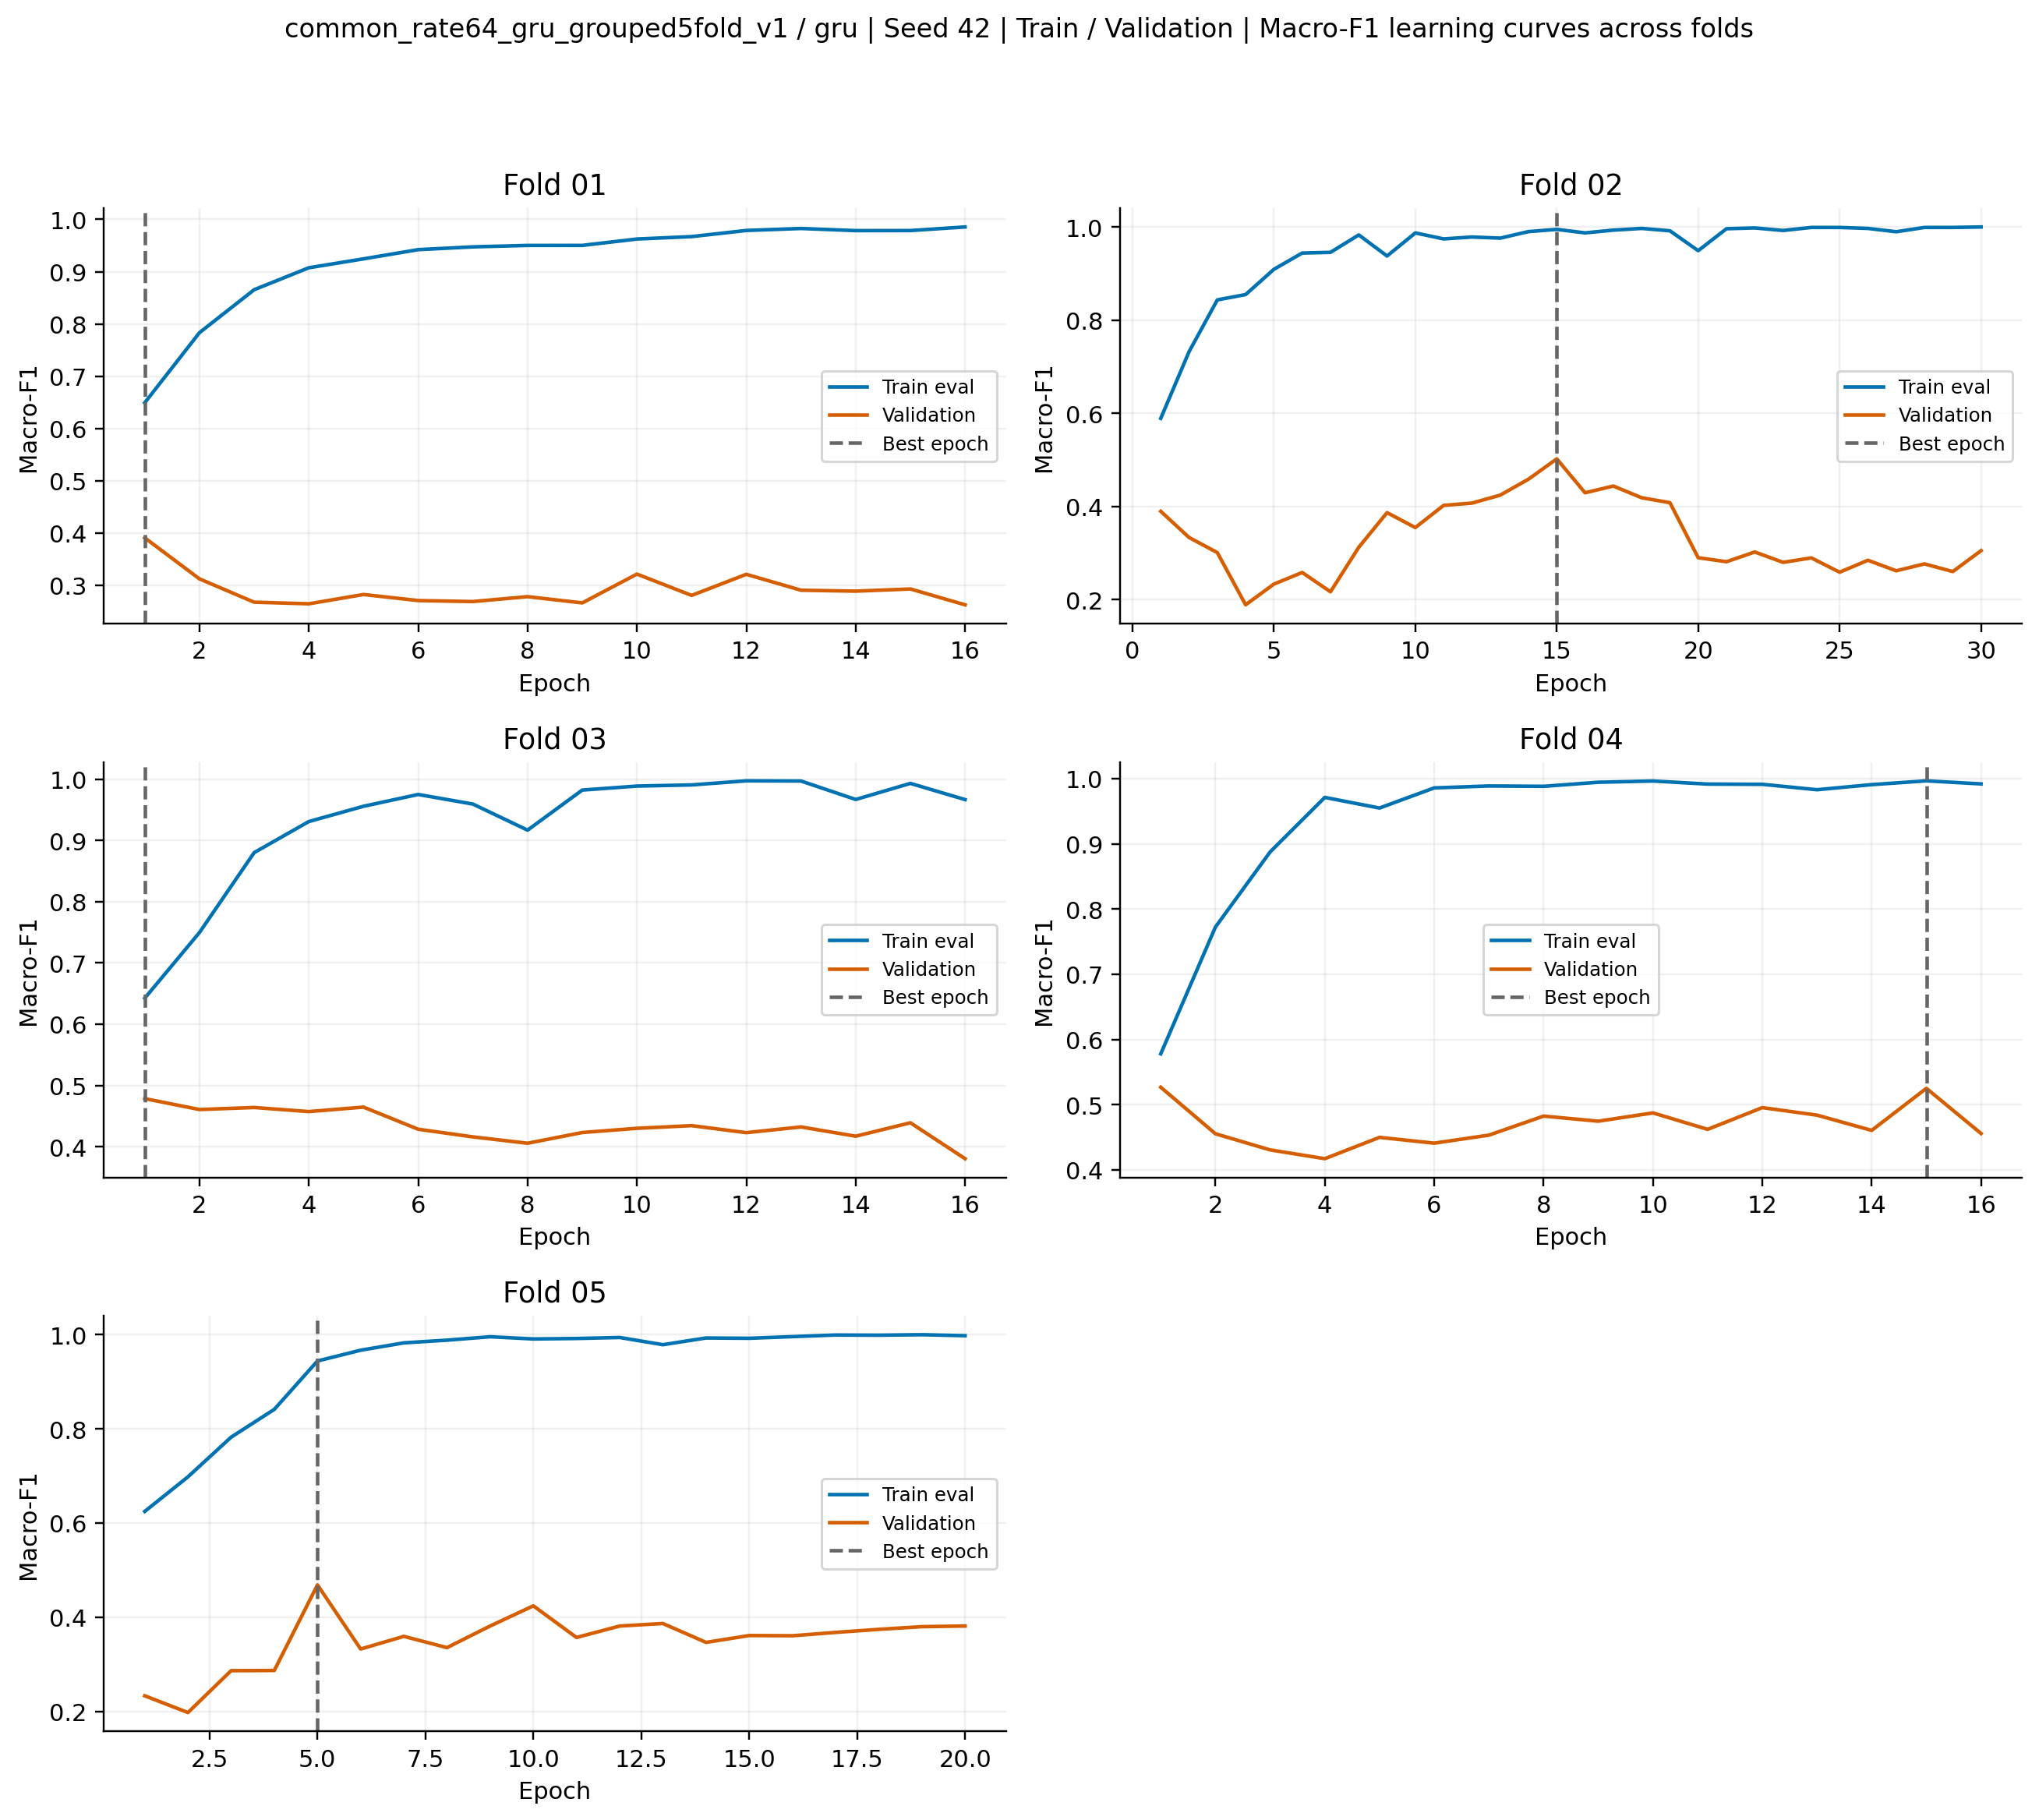 common_rate64_gru_grouped5fold_v1 / gru | Seed 42 | Train / Validation | Macro-F1 learning curves across folds
Fold 01
1.0
0.9
0.8
0.7
0.6
0.5
0.4
0.3
Macro-F1
Train eval
Validation
Best epoch
2 4 6 8 10 12 14 16
Epoch
Fold 02
1.0
0.8
0.6
0.4
0.2
Macro-F1
Train eval
Validation
Best epoch
0 5 10 15 20 25 30
Epoch
Fold 03
1.0
0.9
0.8
0.7
0.6
0.5
0.4
Macro-F1
Train eval
Validation
Best epoch
2 4 6 8 10 12 14 16
Epoch
Fold 04
1.0
0.9
0.8
0.7
0.6
0.5
0.4
Macro-F1
Train eval
Validation
Best epoch
2 4 6 8 10 12 14 16
Epoch
Fold 05
1.0
0.8
0.6
0.4
0.2
Macro-F1
Train eval
Validation
Best epoch
2.5 5.0 7.5 10.0 12.5 15.0 17.5 20.0
Epoch